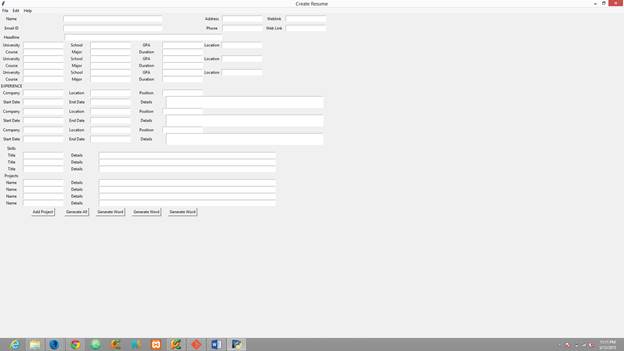 Create Resume
File Edit Help
Name Address Weblink
Email ID Phone Web Link
Headline
University School GPA Location
Course Major Duration
University School GPA Location
Course Major Duration
University School GPA Location
Course Major Duration
EXPERIENCE
Company Location Position
Start Date End Date Details
Company Location Position
Start Date End Date Details
Company Location Position
Start Date End Date Details
Skills
Title Details
Title Details
Title Details
Projects
Name Details
Name Details
Name Details
Name Details
Add Project Generate All Generate Word Generate Word Generate Word